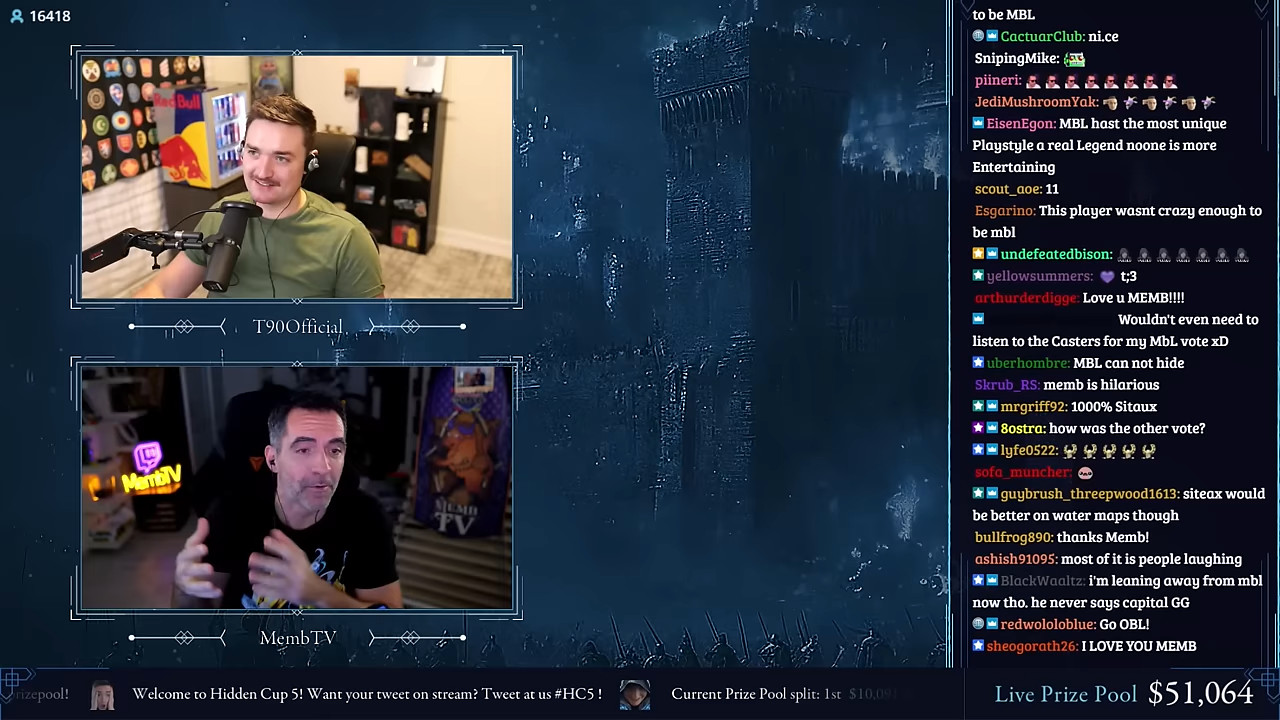 16418
RedBull
T90Official
MembTV
MEMB
TV
MembTV
to be MBL
CactuarClub: ni.ce
SnipingMike:
piineri:
JediMushroomYak:
EisenEgon: MBL hast the most unique
Playstyle a real Legend noone is more
Entertaining
scout_aoe: 11
Esgarino: This player wasnt crazy enough to
be mbl
undefeatedbison:
yellowsummers: t;3
arthurderdigge: Love u MEMB!!!!
Wouldn't even need to
listen to the Casters for my MbL vote xD
uberhombre: MBL can not hide
Skrub_RS: memb is hilarious
mrgriff92: 1000% Sitaux
8ostra: how was the other vote?
lyfe0522:
sofa_muncher:
guybrush_threepwood1613: siteax would
be better on water maps though
bullfrog890: thanks Memb!
ashish91095: most of it is people laughing
BlackWaaltz: i'm leaning away from mbl
now tho. he never says capital GG
redwololoblue: Go OBL!
sheogorath26: I LOVE YOU MEMB
rizepool! Welcome to Hidden Cup 5! Want your tweet on stream? Tweet at us #HC5 ! Current Prize Pool split: 1st
Live Prize Pool $51,064